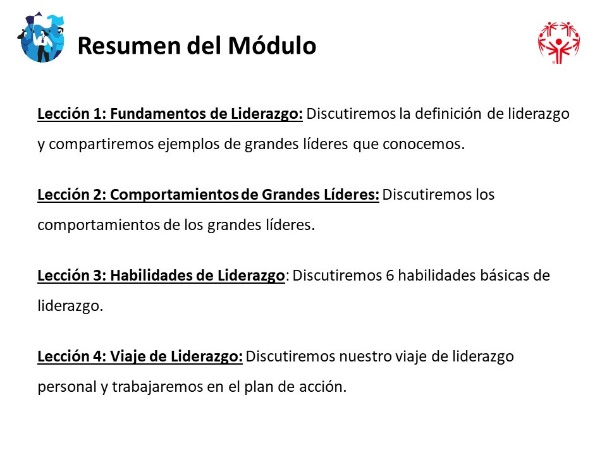 Resumen del Módulo
Lección 1: Fundamentos de Liderazgo: Discutiremos la definición de liderazgo
y compartiremos ejemplos de grandes líderes que conocemos.
Lección 2: Comportamientos de Grandes Líderes: Discutiremos los
comportamientos de los grandes líderes.
Lección 3: Habilidades de Liderazgo: Discutiremos 6 habilidades básicas de
liderazgo.
Lección 4: Viaje de Liderazgo: Discutiremos nuestro viaje de liderazgo
personal y trabajaremos en el plan de acción.